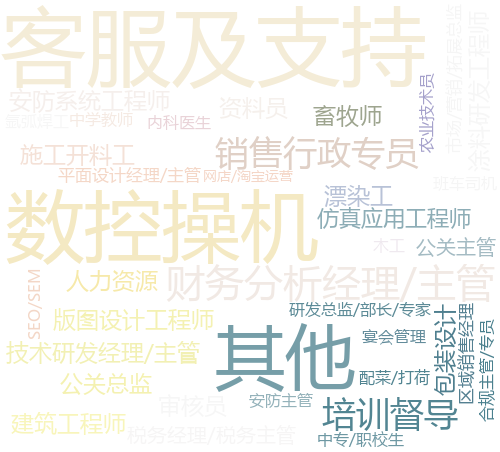 客服及支持
安防系统工程师
资料员
畜牧师
农业技术员
市场/营销/拓展总监
涂料研发工程师
氩弧焊工
中学教师
内科医生
施工开料工
销售行政专员
平面设计经理/主管
网店/淘宝运营
班车司机
漂染工
数控操机
仿真应用工程师
木工
公关主管
人力资源
财务分析经理/主管
SEO/SEM
版图设计工程师
研发总监/部长/专家
其他
宴会管理
包装设计
区域销售经理
合规主管/专员
技术研发经理/主管
公关总监
配菜/打荷
审核员
安防主管
培训督导
建筑工程师
税务经理/税务主管
中专/职校生